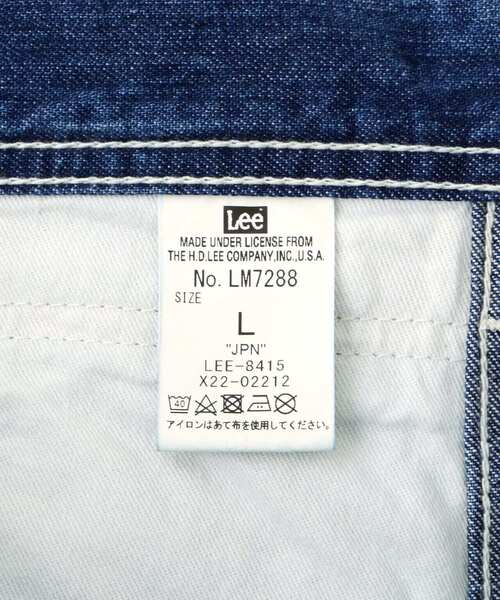 Lee
MADE UNDER LICENSE FROM
THE H.D.LEE COMPANY,INC.,U.S.A.
No. LM7288
SIZE
L
"JPN"
LEE-8415
X22-02212
40
アイロンはあて布を使用してください。